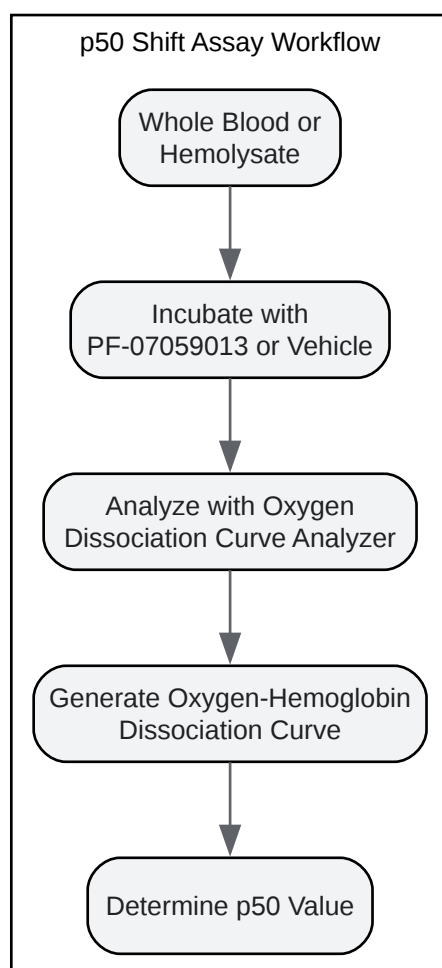 p50 Shift Assay Workflow
Whole Blood or
Hemolysate
Incubate with
PF-07059013 or Vehicle
Analyze with Oxygen
Dissociation Curve Analyzer
Generate Oxygen-Hemoglobin
Dissociation Curve
Determine p50 Value